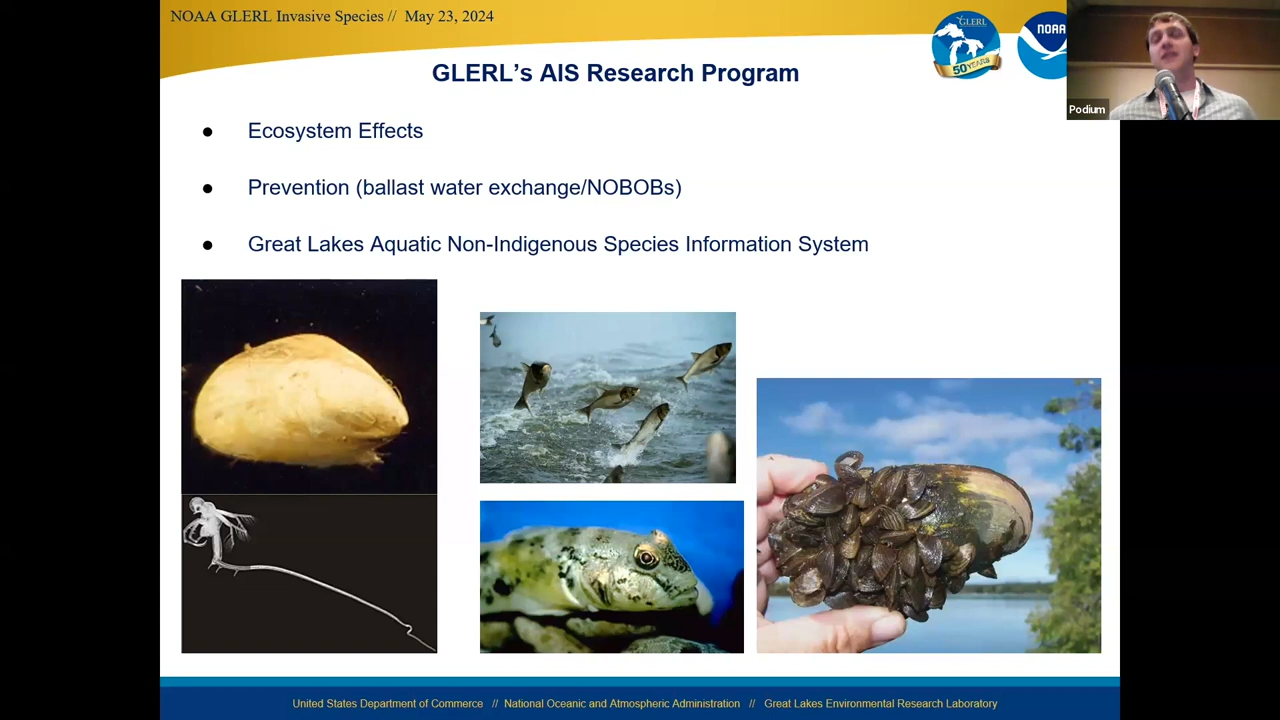 NOAA GLERL Invasive Species // May 23, 2024
GLERL
50 YEARS
NOAA
Podium
GLERL's AIS Research Program
● Ecosystem Effects
● Prevention (ballast water exchange/NOBOBs)
● Great Lakes Aquatic Non-Indigenous Species Information System
United States Department of Commerce // National Oceanic and Atmospheric Administration // Great Lakes Environmental Research Laboratory